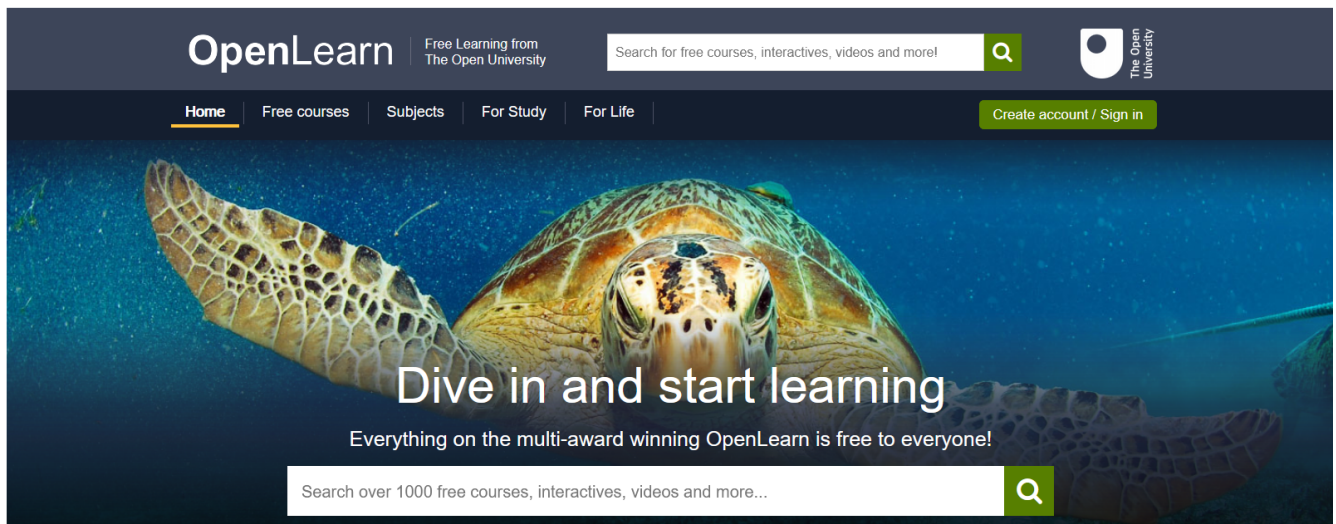 OpenLearn
Free Learning from
The Open University
Search for free courses, interactives, videos and more!
The Open
University
Home
Free courses
Subjects
For Study
For Life
Create account / Sign in
Dive in and start learning
Everything on the multi-award winning OpenLearn is free to everyone!
Search over 1000 free courses, interactives, videos and more...